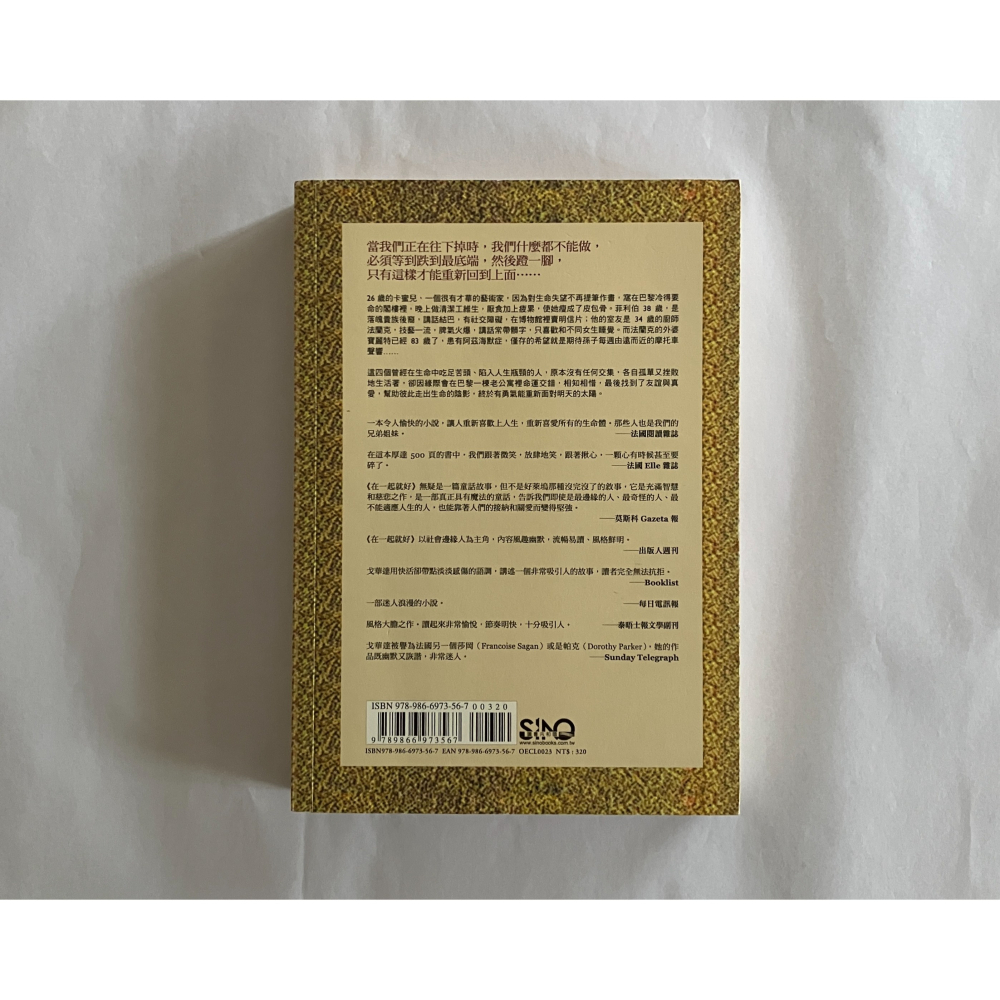 當我們正在往下掉時，我們什麼都不能做，
必須等到跌到最底端，然後蹬一腳，
只有這樣才能重新回到上面……
26 歲的卡蜜兒，一個很有才華的藝術家，因為對生命失望不再提筆作畫，窩在巴黎冷得要
命的閣樓裡，晚上做清潔工維生，厭食加上疲累，使她瘦成了皮包骨。菲利伯 38 歲，是
落魄貴族後裔，講話結巴，有社交障礙，在博物館裡賣明信片；他的室友是 34 歲的廚師
法蘭克，技藝一流，脾氣火爆，講話常帶髒字，只喜歡和不同女生睡覺。而法蘭克的外婆
寶麗特已經 83 歲了，患有阿茲海默症，僅存的希望就是期待孫子每週由遠而近的摩托車
聲響……
這四個曾經在生命中吃足苦頭、陷入人生瓶頸的人，原本沒有任何交集，各自孤單又挫敗
地生活著，卻因緣際會在巴黎一棟老公寓裡命運交錯，相知相惜，最後找到了友誼與真
愛，幫助彼此走出生命的陰影，終於有勇氣能重新面對明天的太陽。
一本令人愉快的小說，讓人重新喜歡上人生，重新喜愛所有的生命體。那些人也是我們的
兄弟姐妹。 ——法國閱讀雜誌
在這本厚達 500 頁的書中，我們跟著微笑，放肆地笑，跟著揪心，一顆心有時候甚至要
碎了。 ——法國 Elle 雜誌
《在一起就好》無疑是一篇童話故事，但不是好萊塢那種沒完沒了的敘事，它是充滿智慧
和慈悲之作，是一部真正具有魔法的童話，告訴我們即使是最邊緣的人、最奇怪的人、最
不能適應人生的人，也能靠著人們的接納和關愛而變得堅強。
——莫斯科 Gazeta 報
《在一起就好》以社會邊緣人為主角，內容風趣幽默，流暢易讀、風格鮮明。
——出版人週刊
戈華達用快活卻帶點淡淡感傷的語調，講述一個非常吸引人的故事，讀者完全無法抗拒。
——Booklist
一部迷人浪漫的小說。 ——每日電訊報
風格大膽之作。讀起來非常愉悅，節奏明快，十分吸引人。 ——泰晤士報文學副刊
戈華達被譽為法國另一個莎岡（Francoise Sagan）或是帕克（Dorothy Parker），她的作
品既幽默又詼諧，非常迷人。 ——Sunday Telegraph
ISBN 978-986-6973-56-7
00320
9 789866 973567
SINO
www.sinobooks.com.tw
ISBN978-986-6973-56-7 EAN 978-986-6973-56-7 OECL0023 NT$：320